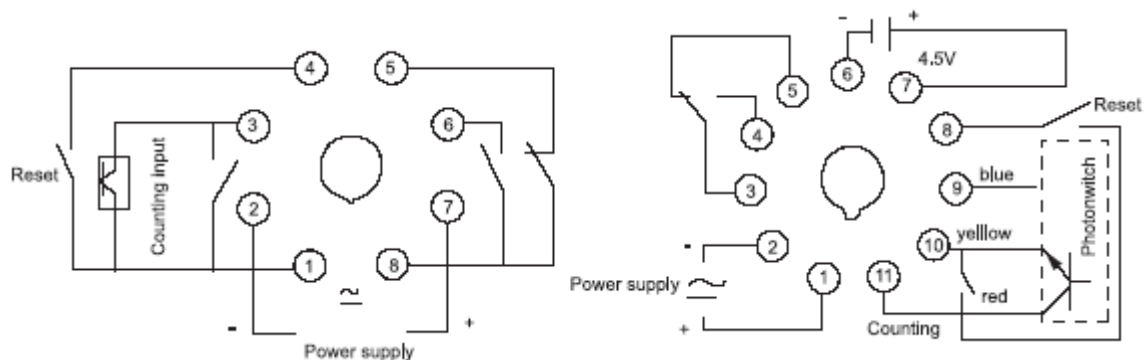 4
5
3
6
Reset
Counting input
2
7
1
8
-
+
Power supply
-
+
4.5V
6
7
5
Reset
8
4
blue
9
3
Photonwitch
yelllow
10
2
-
Power supply
1
11
red
+
Counting